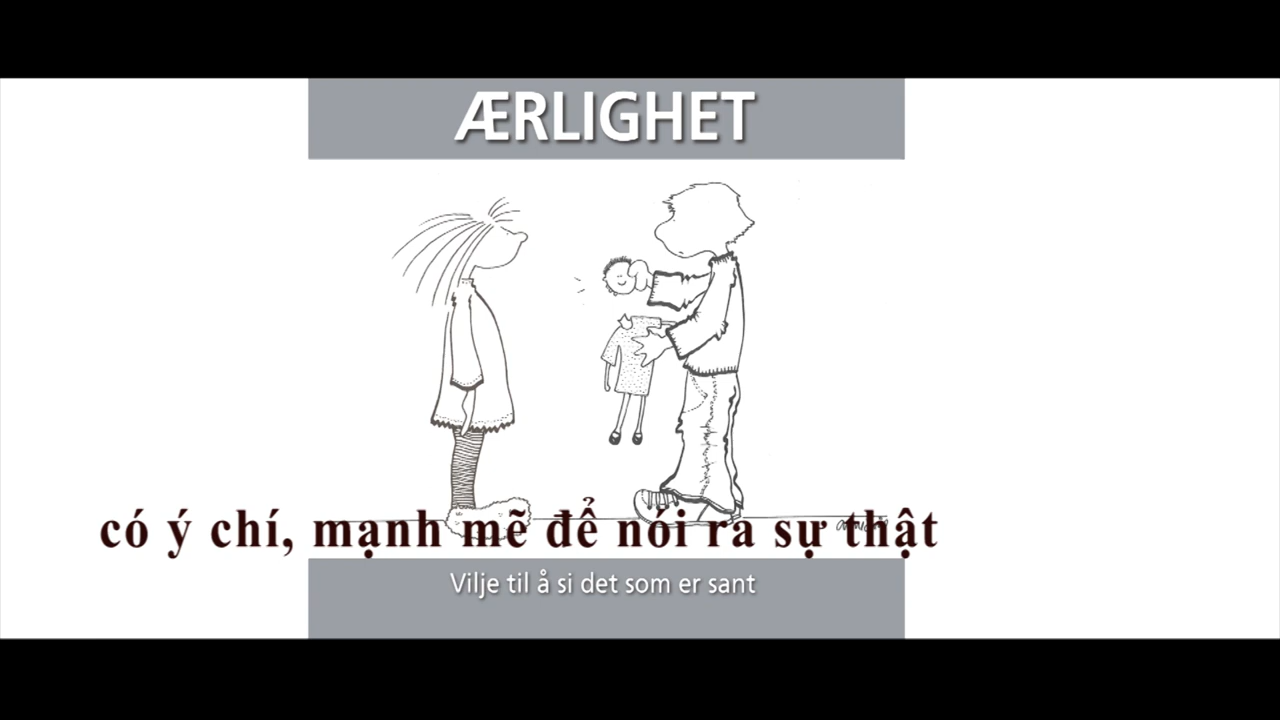 ÆRLIGHET
có ý chí, mạnh mẽ để nói ra sự thật
Vilje til å si det som er sant